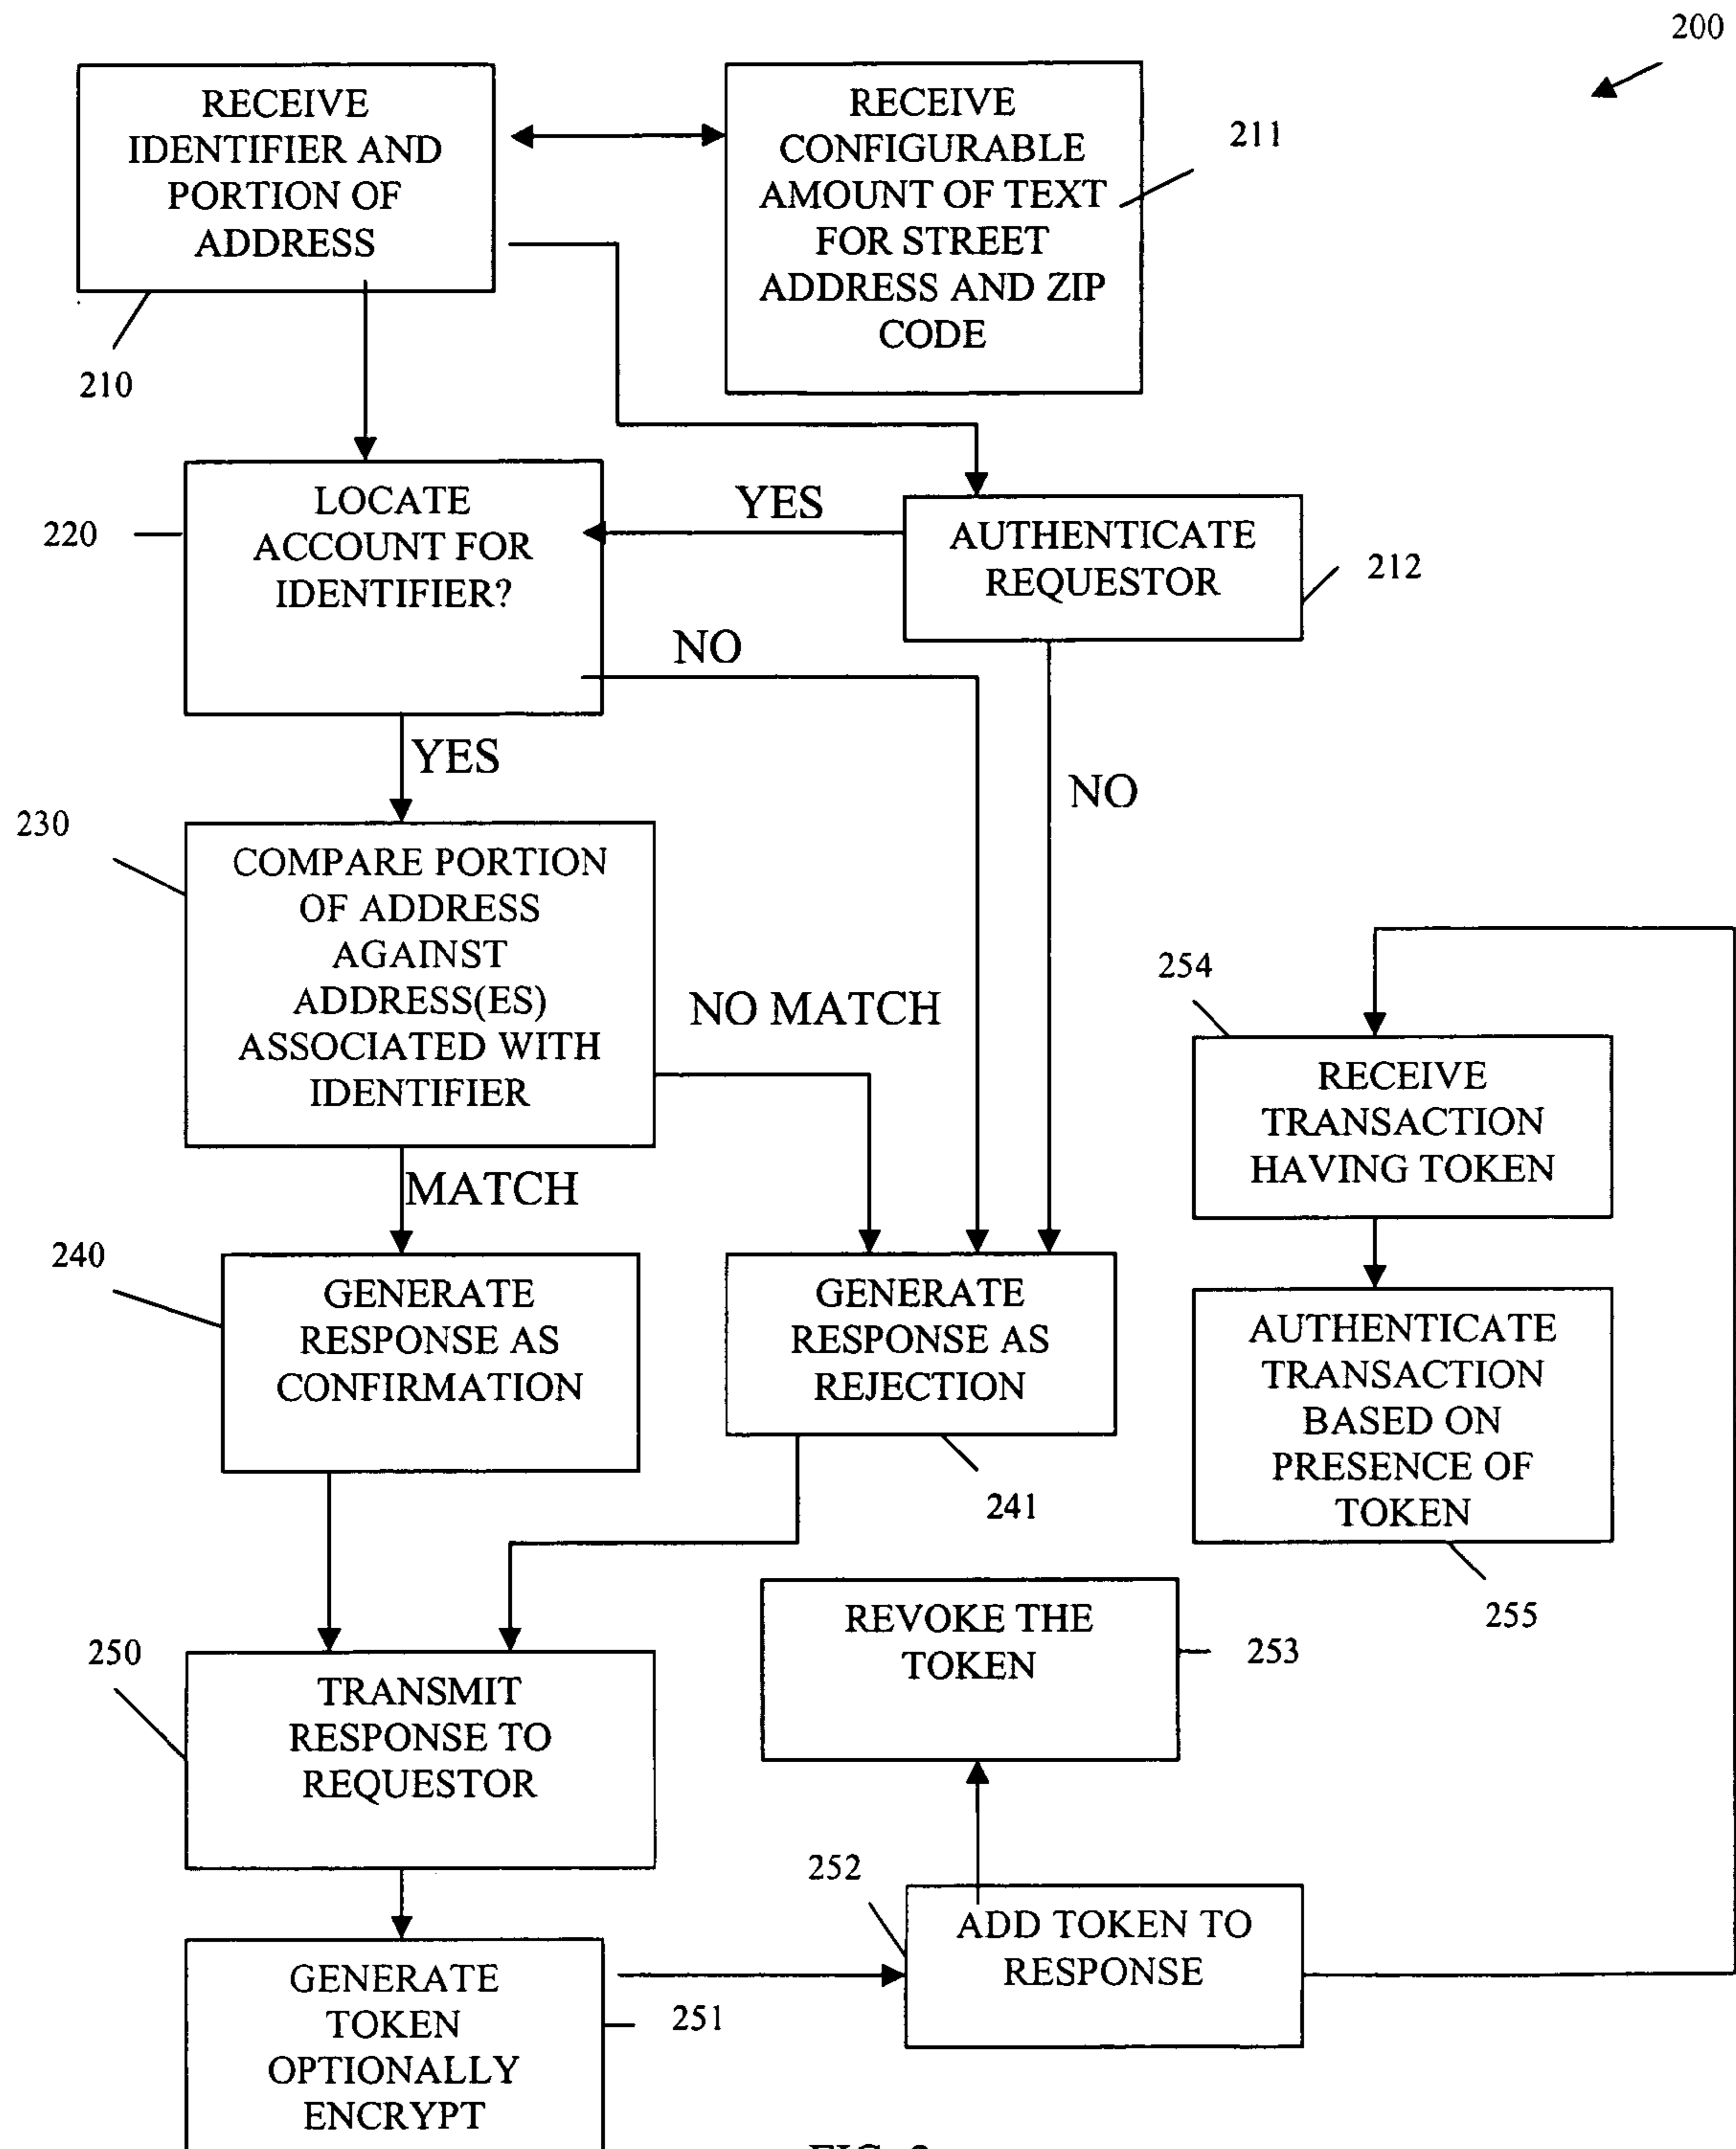 200
RECEIVE
IDENTIFIER AND
PORTION OF
ADDRESS
210
RECEIVE
CONFIGURABLE
AMOUNT OF TEXT
FOR STREET
ADDRESS AND ZIP
CODE
211
LOCATE
ACCOUNT FOR
IDENTIFIER?
220
YES
AUTHENTICATE
REQUESTOR
212
NO
YES
NO
230
COMPARE PORTION
OF ADDRESS
AGAINST
ADDRESS(ES)
ASSOCIATED WITH
IDENTIFIER
NO MATCH
MATCH
254
RECEIVE
TRANSACTION
HAVING TOKEN
240
GENERATE
RESPONSE AS
CONFIRMATION
GENERATE
RESPONSE AS
REJECTION
241
AUTHENTICATE
TRANSACTION
BASED ON
PRESENCE OF
TOKEN
255
250
TRANSMIT
RESPONSE TO
REQUESTOR
REVOKE THE
TOKEN
253
252
ADD TOKEN TO
RESPONSE
GENERATE
TOKEN
OPTIONALLY
ENCRYPT
251